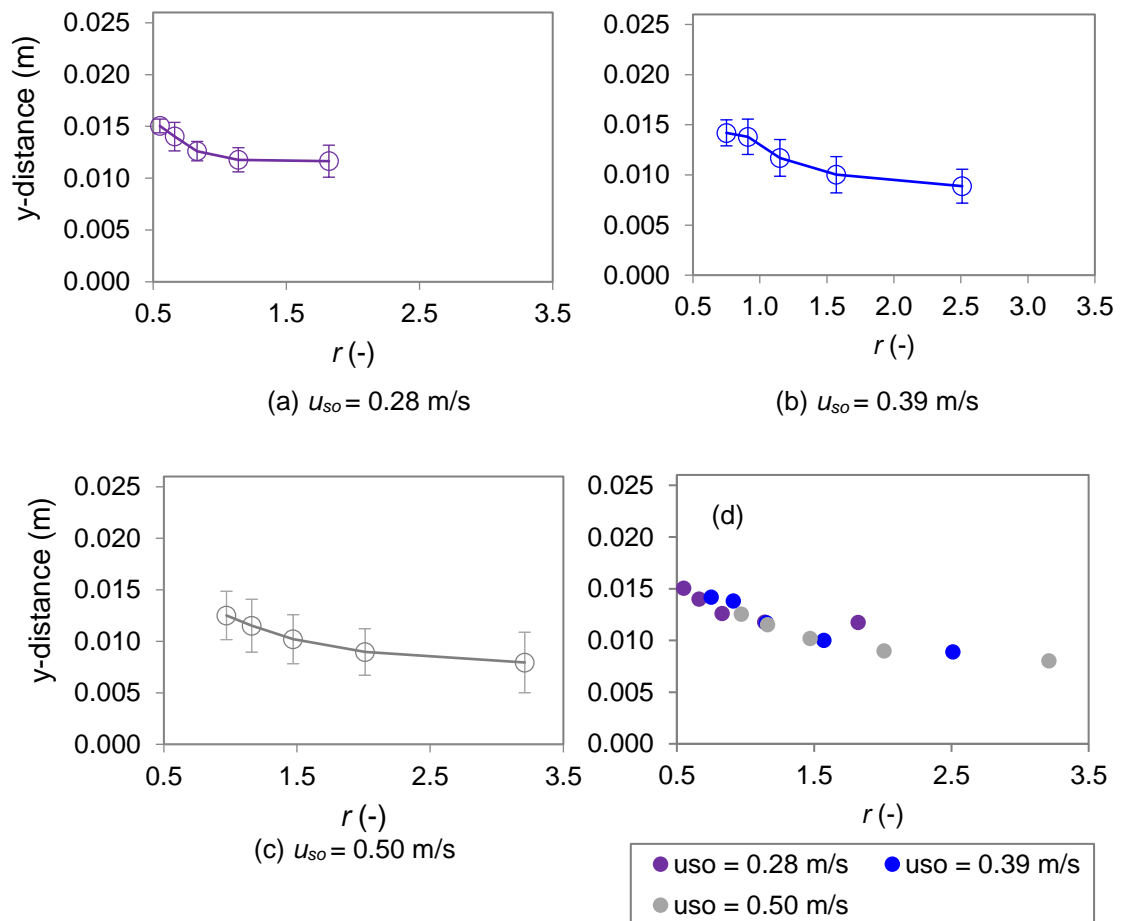 y-distance (m)
0.025
0.020
0.015
0.010
0.005
0.000
0.5 1.5 2.5 3.5
r (-)
(a) uso = 0.28 m/s
0.025
0.020
0.015
0.010
0.005
0.000
0.5 1.0 1.5 2.0 2.5 3.0 3.5
r (-)
(b) uso = 0.39 m/s
y-distance (m)
0.025
0.020
0.015
0.010
0.005
0.000
0.5 1.5 2.5 3.5
r (-)
(c) uso = 0.50 m/s
(d)
0.025
0.020
0.015
0.010
0.005
0.000
0.5 1.5 2.5 3.5
r (-)
uso = 0.28 m/s uso = 0.39 m/s
uso = 0.50 m/s